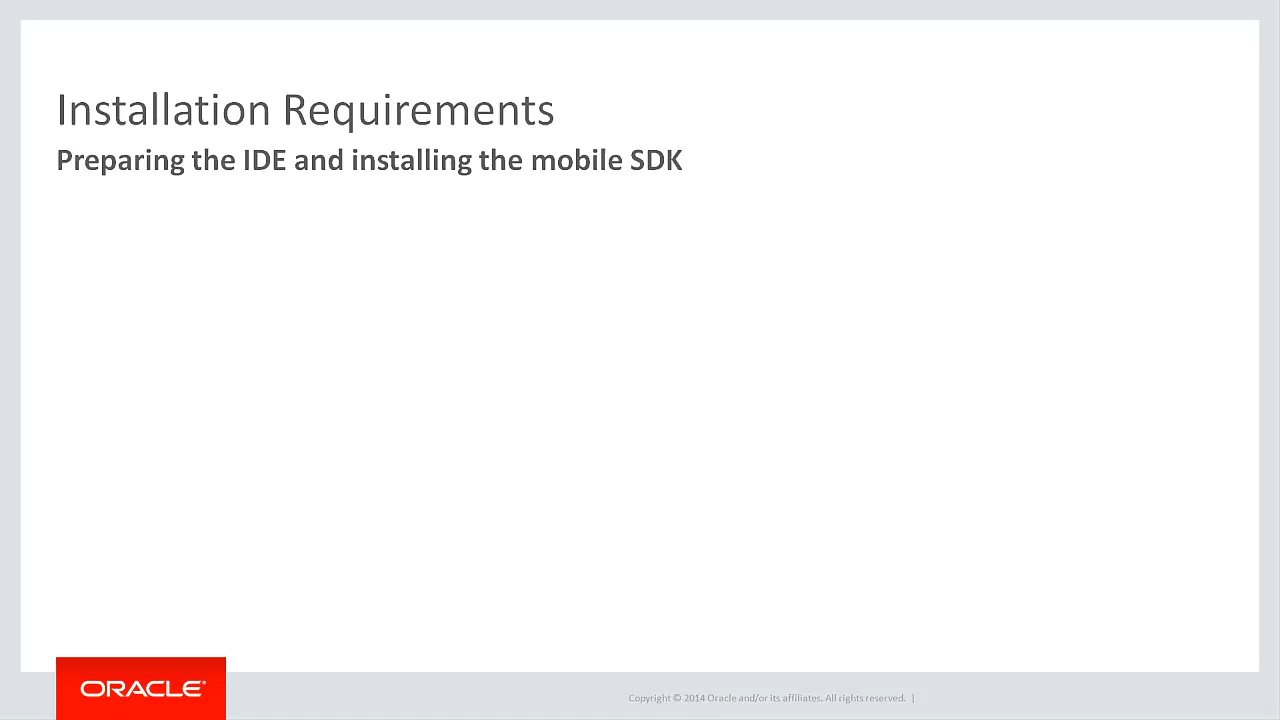 Installation Requirements
Preparing the IDE and installing the mobile SDK
ORACLE®
Copyright © 2014 Oracle and/or its affiliates. All rights reserved. |